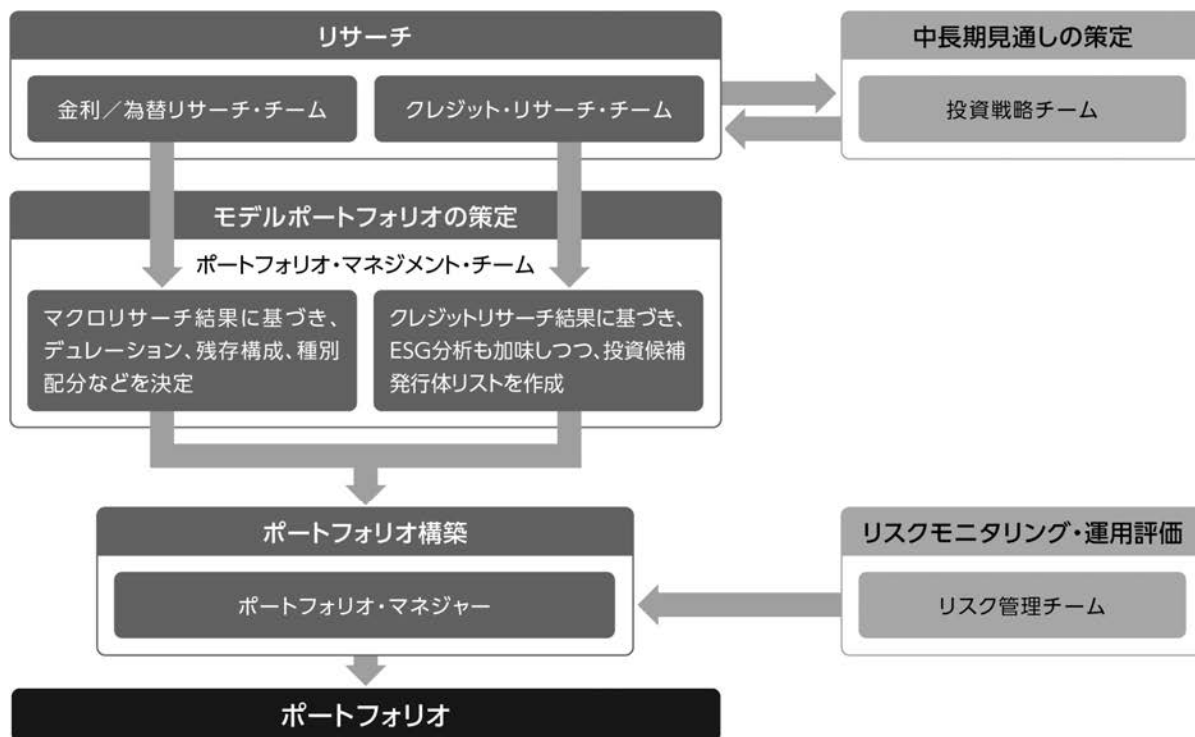 リサーチ
金利／為替リサーチ・チーム
クレジット・リサーチ・チーム
中長期見通しの策定
投資戦略チーム
モデルポートフォリオの策定
ポートフォリオ・マネジメント・チーム
マクロリサーチ結果に基づき、
デュレーション、残存構成、種別
配分などを決定
クレジットリサーチ結果に基づき、
ESG分析も加味しつつ、投資候補
発行体リストを作成
ポートフォリオ構築
ポートフォリオ・マネジャー
リスクモニタリング・運用評価
リスク管理チーム
ポートフォリオ